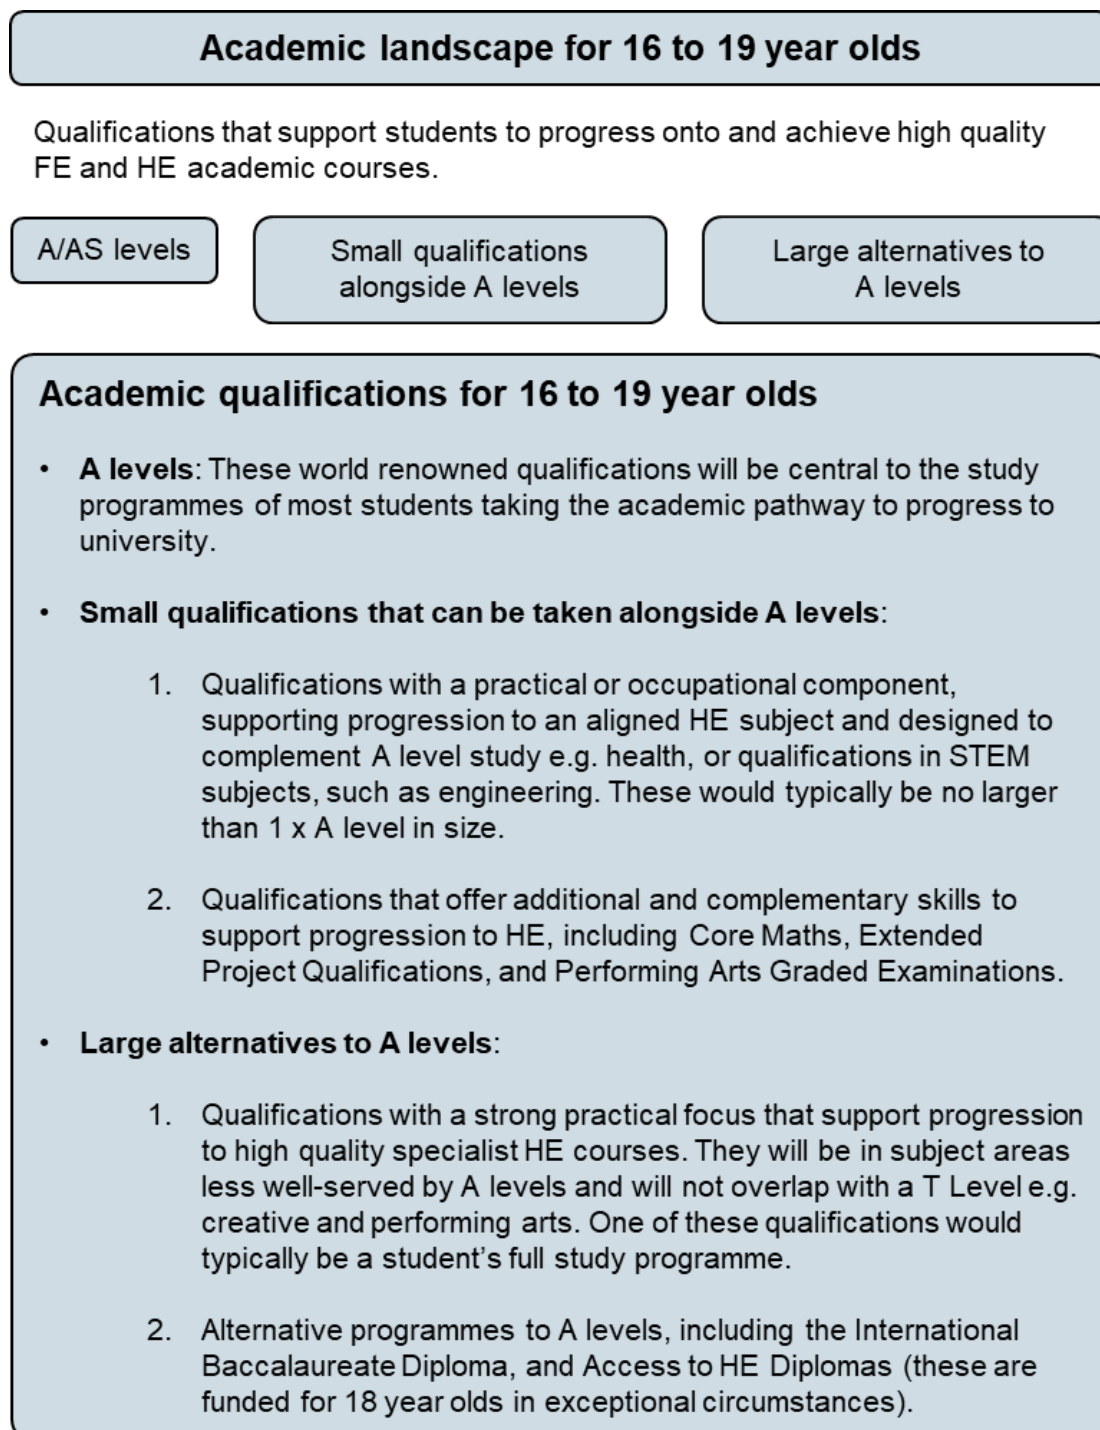 Academic landscape for 16 to 19 year olds
Qualifications that support students to progress onto and achieve high quality
FE and HE academic courses.
A/AS levels
Small qualifications
alongside A levels
Large alternatives to
A levels
Academic qualifications for 16 to 19 year olds
• A levels: These world renowned qualifications will be central to the study
programmes of most students taking the academic pathway to progress to
university.
• Small qualifications that can be taken alongside A levels:
1. Qualifications with a practical or occupational component,
supporting progression to an aligned HE subject and designed to
complement A level study e.g. health, or qualifications in STEM
subjects, such as engineering. These would typically be no larger
than 1 x A level in size.
2. Qualifications that offer additional and complementary skills to
support progression to HE, including Core Maths, Extended
Project Qualifications, and Performing Arts Graded Examinations.
• Large alternatives to A levels:
1. Qualifications with a strong practical focus that support progression
to high quality specialist HE courses. They will be in subject areas
less well-served by A levels and will not overlap with a T Level e.g.
creative and performing arts. One of these qualifications would
typically be a student’s full study programme.
2. Alternative programmes to A levels, including the International
Baccalaureate Diploma, and Access to HE Diplomas (these are
funded for 18 year olds in exceptional circumstances).